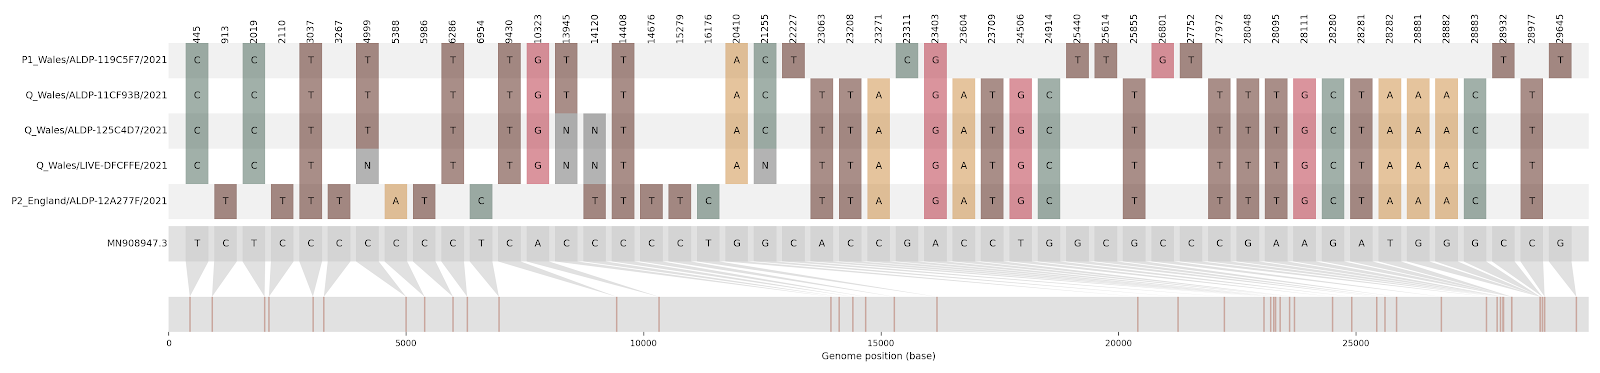 445 913 2019 2110 3037 3267 4999 5388 5986 6286 6954 9430 10323 13945 14120 14408 14676 15279 16176 20410 21255 22227 23063 23208 23271 23311 23403 23604 23709 24506 24914 25440 25614 25855 26801 27752 27972 28048 28095 28111 28280 28281 28282 28881 28882 28883 28932 28977 29645
P1_Wales/ALDP-119C5F7/2021 C C T T T T G T T A C T C G T T G T T T
Q_Wales/ALDP-11CF93B/2021 C C T T T T G T T A C T T A G A T G C T T T T G C T A A A C T
Q_Wales/ALDP-125C4D7/2021 C C T T T T G N N T A C T T A G A T G C T T T T G C T A A A C T
Q_Wales/LIVE-DFCFFE/2021 C C T N T T G N N T A N T T A G A T G C T T T T G C T A A A C T
P2_England/ALDP-12A277F/2021 T T T T A T C T T T T C T T A G A T G C T T T T G C T A A A C T
MN908947.3 T C T C C C C C C C T C A C C C C C T G G C A C C G A C C T G G C G C C C G A A G A T G G G C C G
0 5000 10000 15000 20000 25000
Genome position (base)